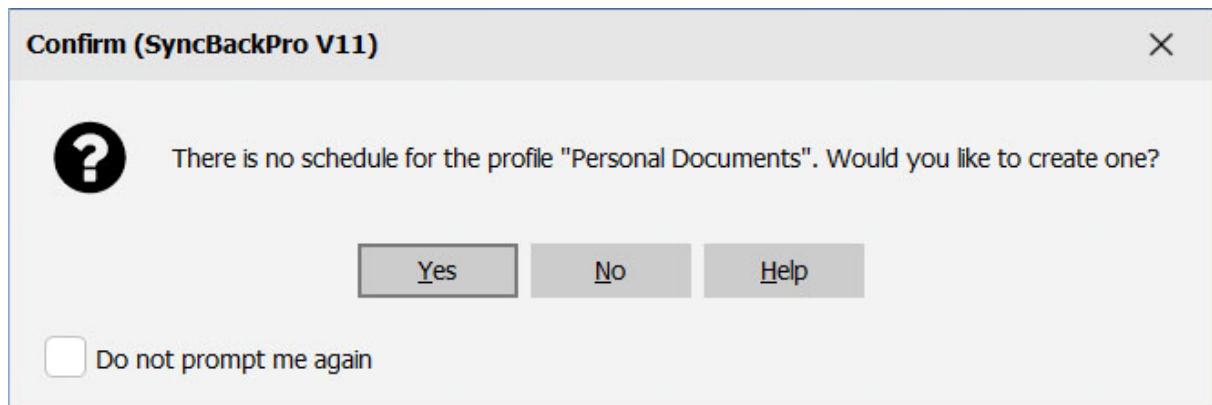 Confirm (SyncBackPro V11)
There is no schedule for the profile "Personal Documents". Would you like to create one?
Yes No Help
Do not prompt me again